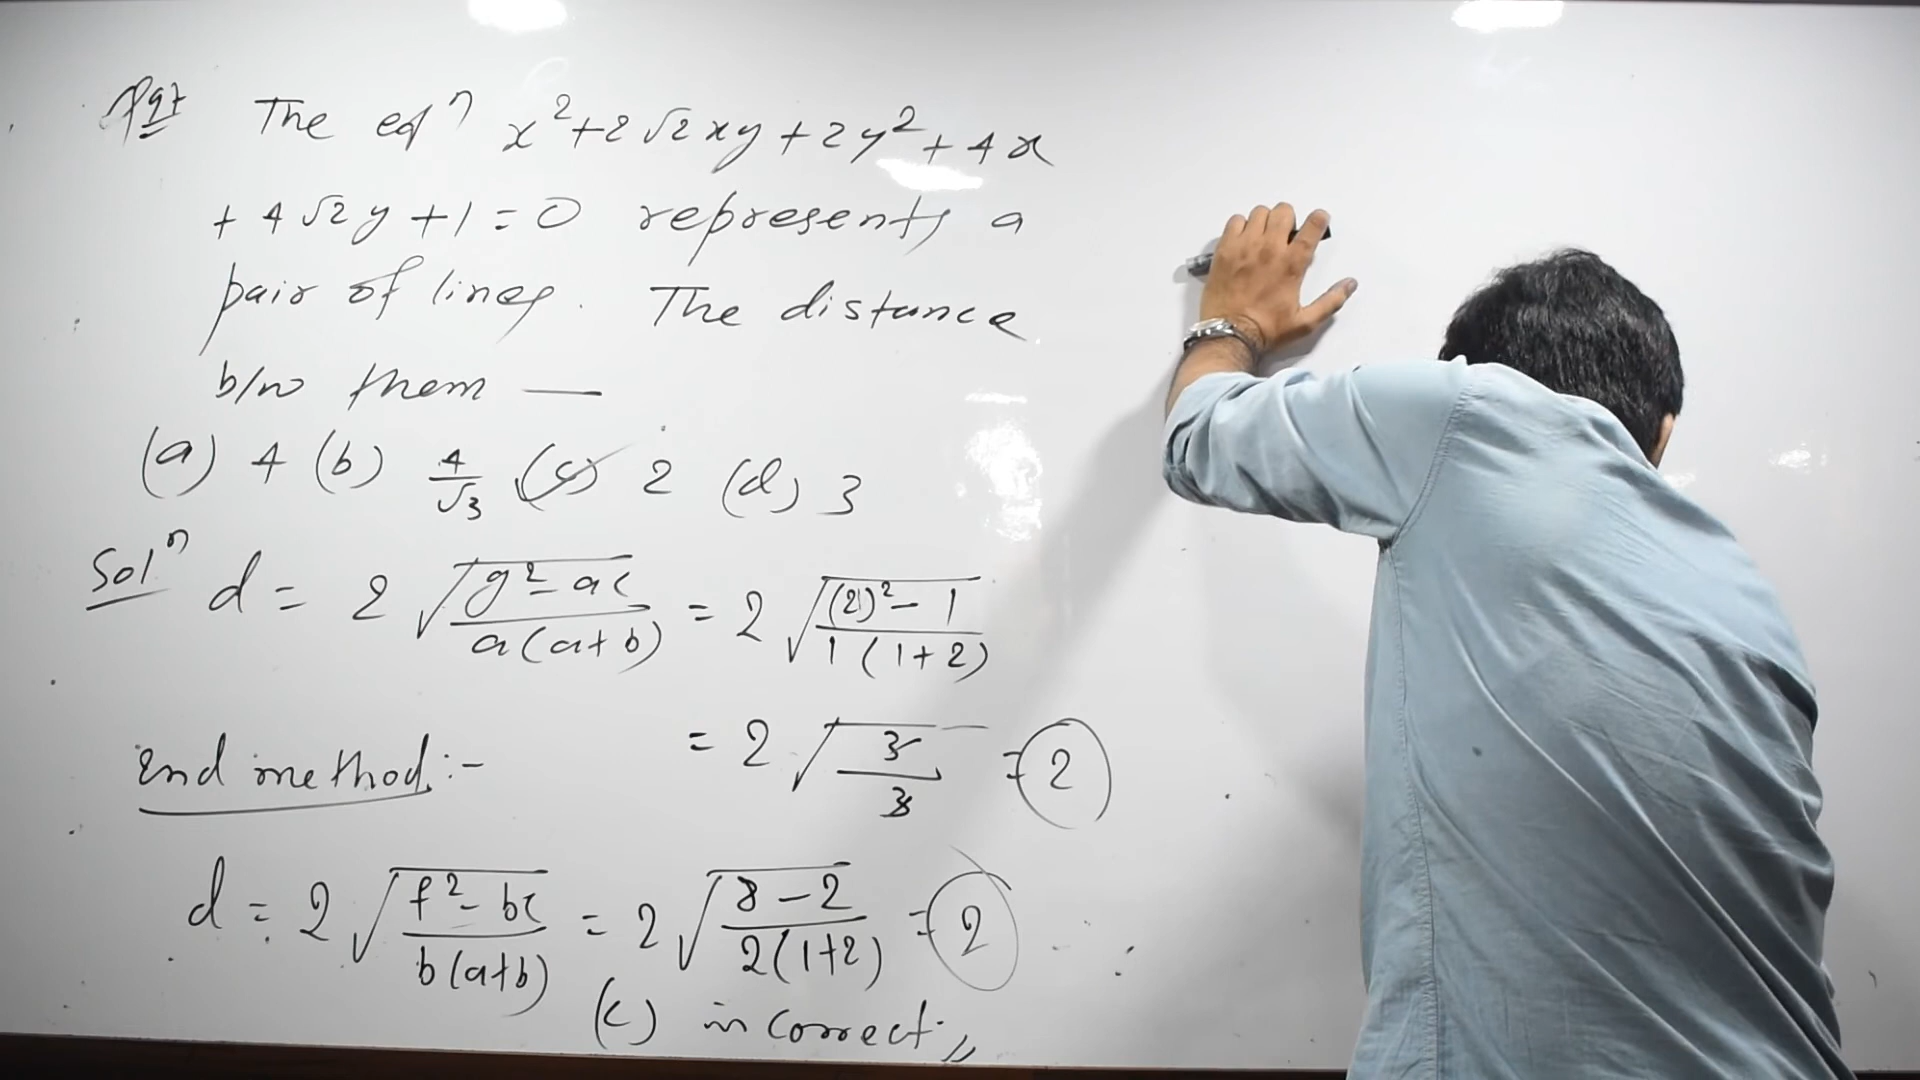 The eqⁿ x² + 2√2xy + 2y² + 4x
+ 4√2y + 1 = 0 represents a
pair of lines. The distance
b/w them —
(a) 4 (b) 4/√3 (c) 2 (d) 3
Solⁿ d = 2 √(g² - ac / a(a+b)) = 2 √((2)² - 1 / 1(1+2))
= 2 √(3/3) = 2
2nd method :-
d = 2 √(f² - bc / b(a+b)) = 2 √(8 - 2 / 2(1+2)) = 2
(c) is correct